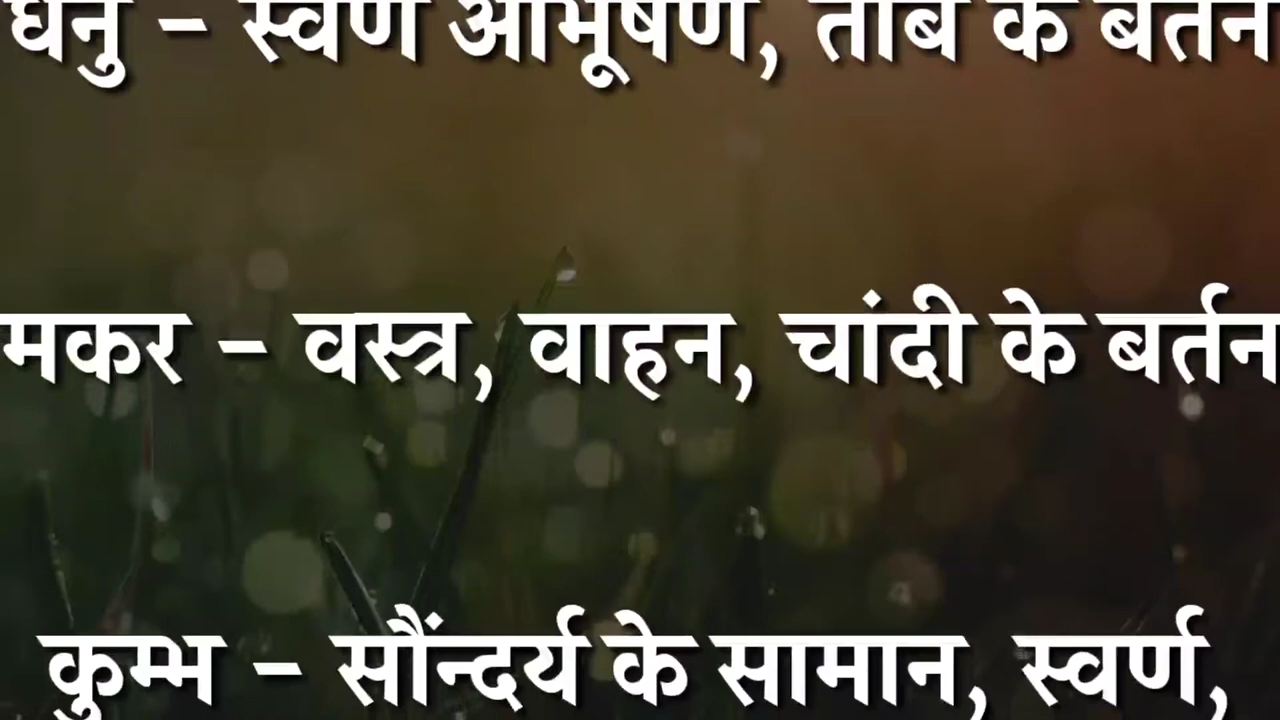 धनु – स्वर्ण आभूषण, तांबे के बर्तन
मकर – वस्त्र, वाहन, चांदी के बर्तन
कुम्भ – सौंन्दर्य के सामान, स्वर्ण,